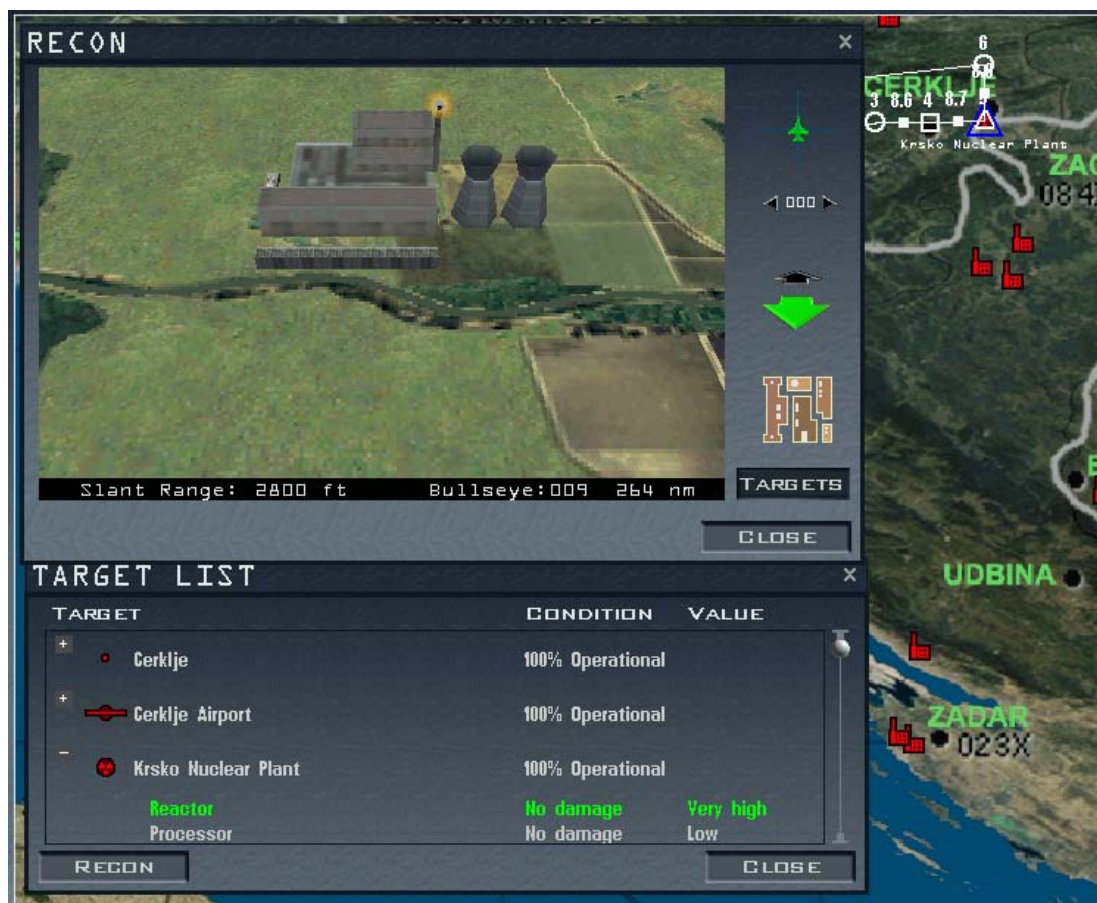 RECON
000
Slant Range: 2800 ft Bullseye:009 264 nm
TARGETS
CLOSE
TARGET LIST
TARGET CONDITION VALUE
Cerklje 100% Operational
Cerklje Airport 100% Operational
Krsko Nuclear Plant 100% Operational
Reactor No damage Very high
Processor No damage Low
RECON CLOSE
6
CERKLJE
3 8.6 4 8.7
Krsko Nuclear Plant
UDBINA
ZADAR
023X